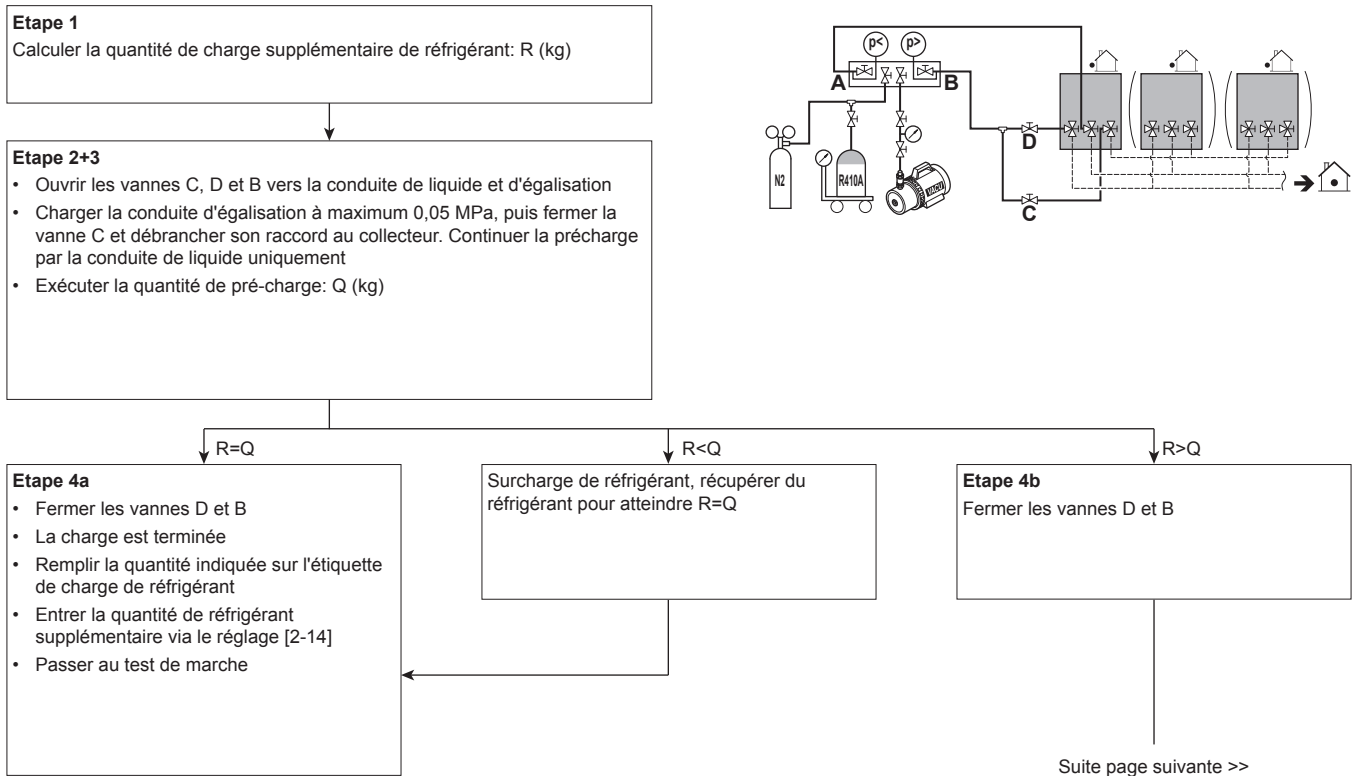 Etape 1
Calculer la quantité de charge supplémentaire de réfrigérant: R (kg)
Etape 2+3
• Ouvrir les vannes C, D et B vers la conduite de liquide et d'égalisation
• Charger la conduite d'égalisation à maximum 0,05 MPa, puis fermer la
vanne C et débrancher son raccord au collecteur. Continuer la précharge
par la conduite de liquide uniquement
• Exécuter la quantité de pré-charge: Q (kg)
p<
p>
A
B
D
C
N2
R410A
VACU
R=Q
R<Q
R>Q
Etape 4a
• Fermer les vannes D et B
• La charge est terminée
• Remplir la quantité indiquée sur l'étiquette
de charge de réfrigérant
• Entrer la quantité de réfrigérant
supplémentaire via le réglage [2-14]
• Passer au test de marche
Surcharge de réfrigérant, récupérer du
réfrigérant pour atteindre R=Q
Etape 4b
Fermer les vannes D et B
Suite page suivante >>